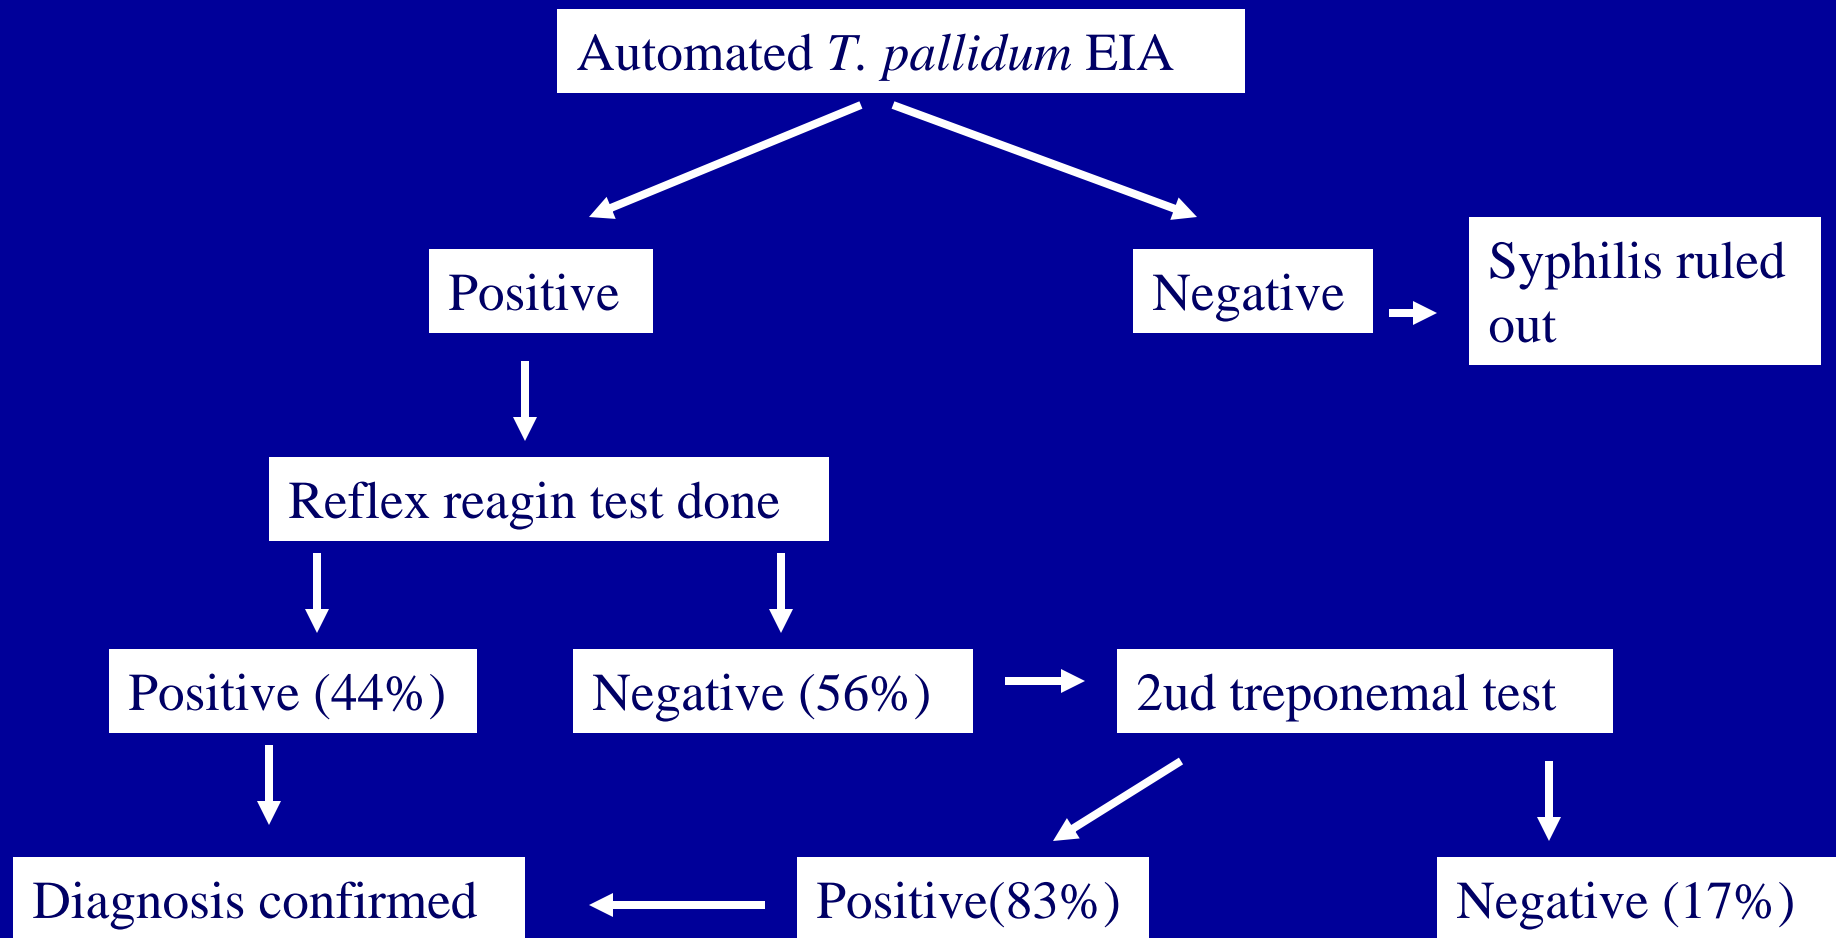 Automated T. pallidum EIA
Positive
Negative
Syphilis ruled
out
Reflex reagin test done
Positive (44%)
Negative (56%)
2ud treponemal test
Diagnosis confirmed
Positive(83%)
Negative (17%)